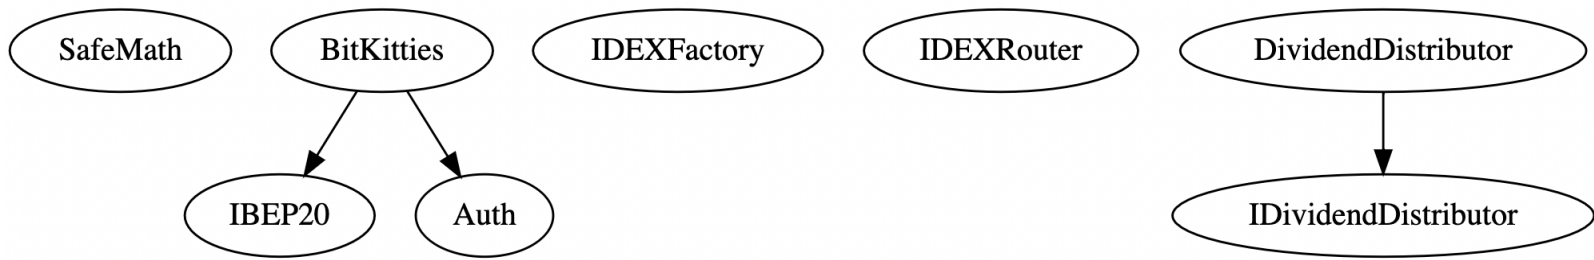 SafeMath
BitKitties
IDEXFactory
IDEXRouter
DividendDistributor
IBEP20
Auth
IDividendDistributor